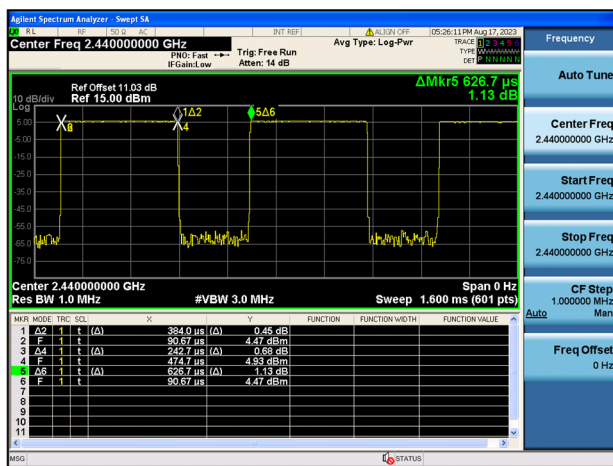 Agilent Spectrum Analyzer - Swept SA
RL RF 50 Ω AC INT REF ALIGN OFF 05:26:11PM Aug 17, 2023
Center Freq 2.440000000 GHz
PNO: Fast
IFGain:Low
Trig: Free Run
Atten: 14 dB
Avg Type: Log-Pwr
TRACE 1 2 3 4 5 6
TYPE
DET P N N N N N
Ref Offset 11.03 dB
10 dB/div Ref 15.00 dBm
ΔMkr5 626.7 µs
1.13 dB
Log
1Δ2
5Δ6
4
5.00
-5.00
-15.0
-25.0
-35.0
-45.0
-55.0
-65.0
-75.0
Center 2.440000000 GHz Span 0 Hz
Res BW 1.0 MHz #VBW 3.0 MHz Sweep 1.600 ms (601 pts)
MKR MODE TRC SCL X Y FUNCTION FUNCTION WIDTH FUNCTION VALUE
1 Δ2 1 t (Δ) 384.0 µs (Δ) 0.45 dB
2 F 1 t 90.67 µs 4.47 dBm
3 Δ4 1 t (Δ) 242.7 µs (Δ) 0.68 dB
4 F 1 t 474.7 µs 4.93 dBm
5 Δ6 1 t (Δ) 626.7 µs (Δ) 1.13 dB
6 F 1 t 90.67 µs 4.47 dBm
7
8
9
10
11
MSG STATUS
Frequency
Auto Tune
Center Freq
2.440000000 GHz
Start Freq
2.440000000 GHz
Stop Freq
2.440000000 GHz
CF Step
1.000000 MHz
Auto Man
Freq Offset
0 Hz